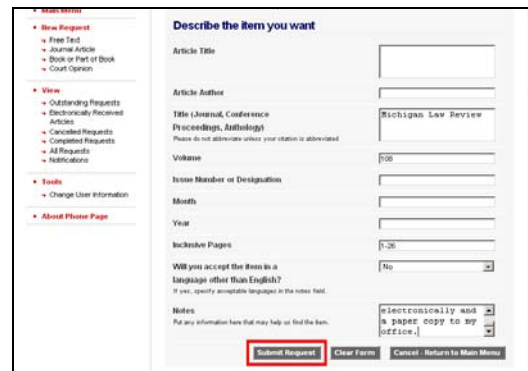 Main Menu
New Request
Free Text
Journal Article
Book or Part of Book
Court Opinion
View
Outstanding Requests
Electronically Received
Articles
Cancelled Requests
Completed Requests
All Requests
Notifications
Tools
Change User Information
About Phone Page
Describe the item you want
Article Title
Article Author
Title (Journal, Conference
Proceedings, Anthology)
Please do not abbreviate unless your citation is abbreviated
Michigan Law Review
Volume
108
Issue Number or Designation
Month
Year
Inclusive Pages
1-26
Will you accept the item in a
language other than English?
If yes, specify acceptable languages in the notes field.
No
Notes
Put any information here that may help us find the item.
electronically and
a paper copy to my
office.
Submit Request
Clear Form
Cancel - Return to Main Menu